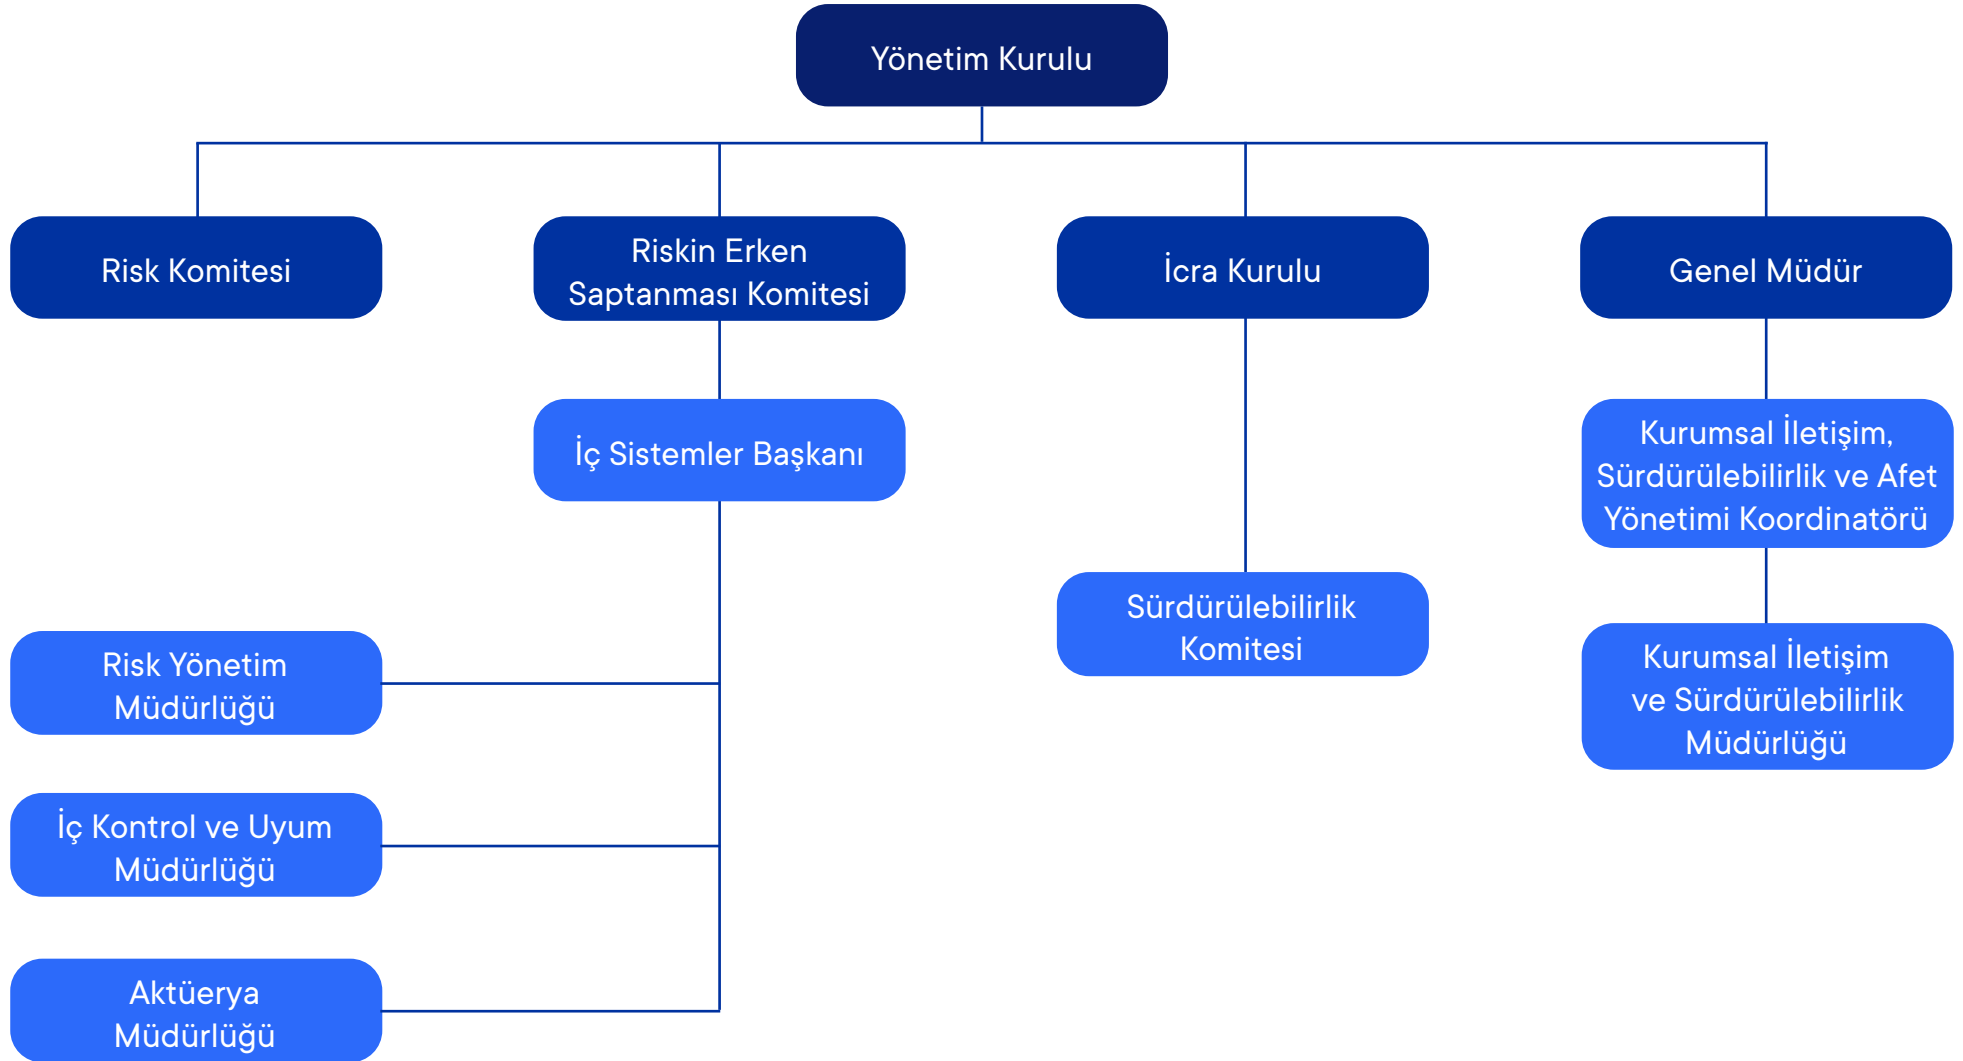 Yönetim Kurulu
Risk Komitesi
Riskin Erken
Saptanması Komitesi
İcra Kurulu
Genel Müdür
İç Sistemler Başkanı
Kurumsal İletişim,
Sürdürülebilirlik ve Afet
Yönetimi Koordinatörü
Sürdürülebilirlik
Komitesi
Risk Yönetim
Müdürlüğü
Kurumsal İletişim
ve Sürdürülebilirlik
Müdürlüğü
İç Kontrol ve Uyum
Müdürlüğü
Aktüerya
Müdürlüğü